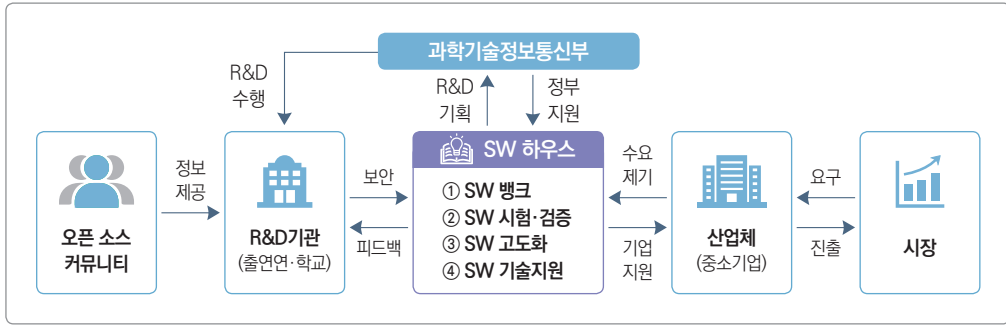 과학기술정보통신부
R&D
수행
R&D
기획
정부
지원
오픈 소스
커뮤니티
정보
제공
R&D기관
(출연연·학교)
보안
피드백
SW 하우스
① SW 뱅크
② SW 시험·검증
③ SW 고도화
④ SW 기술지원
수요
제기
기업
지원
산업체
(중소기업)
요구
진출
시장